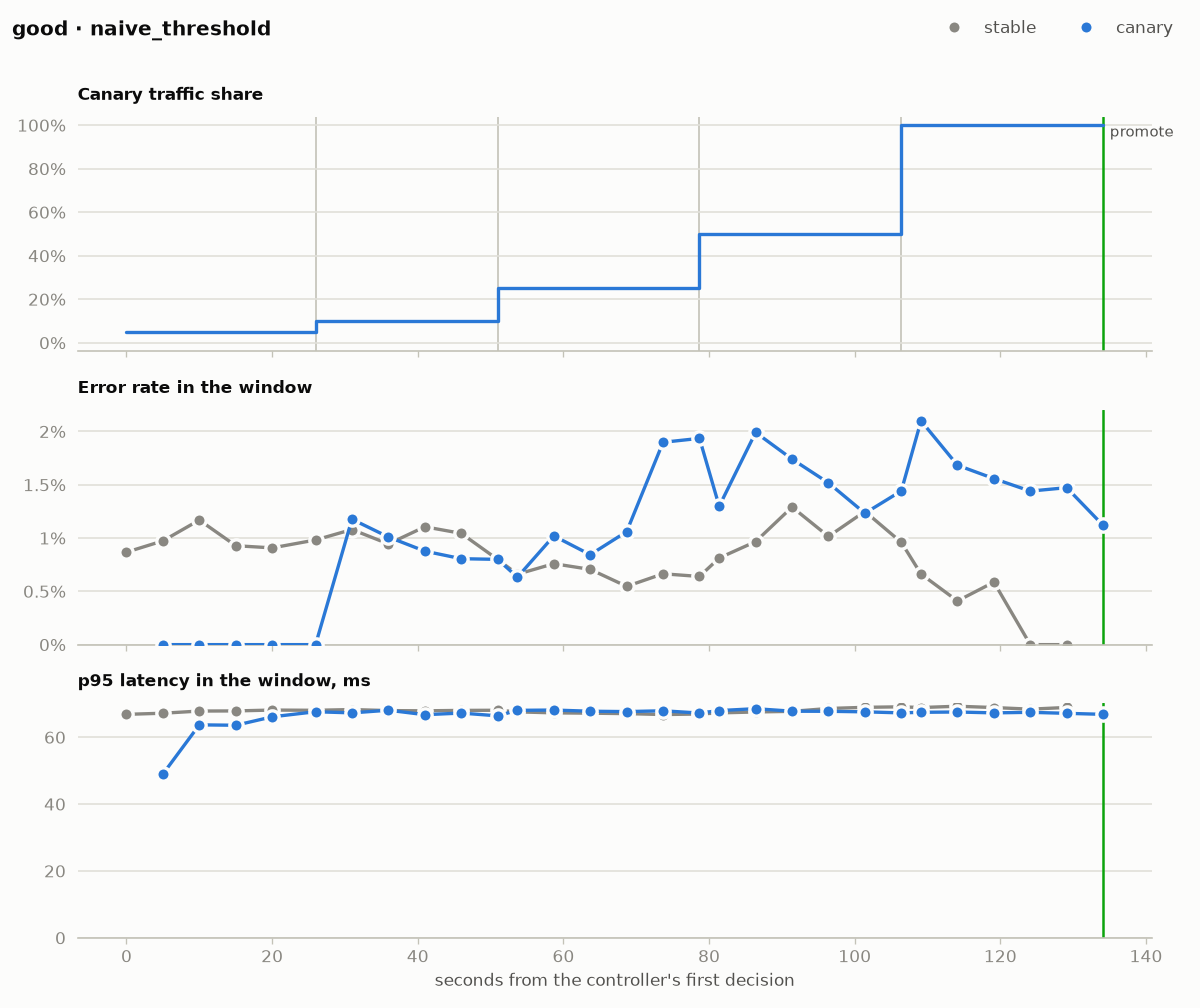 good · naive_threshold
stable
canary
Canary traffic share
100%
80%
60%
40%
20%
0%
promote
Error rate in the window
2%
1.5%
1%
0.5%
0%
p95 latency in the window, ms
60
40
20
0
0 20 40 60 80 100 120 140
seconds from the controller's first decision